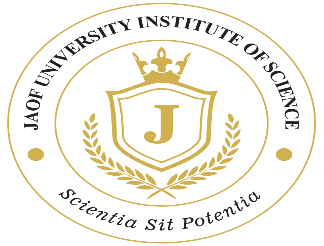 JAOF UNIVERSITY INSTITUTE OF SCIENCE
J
Scientia Sit Potentia